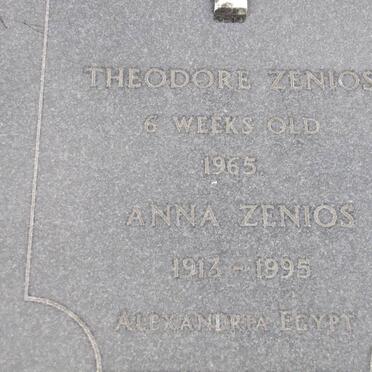 THEODORE ZENIOS
6 WEEKS OLD
1965
ANNA ZENIOS
1913 - 1995
ALEXANDRIA EGYPT